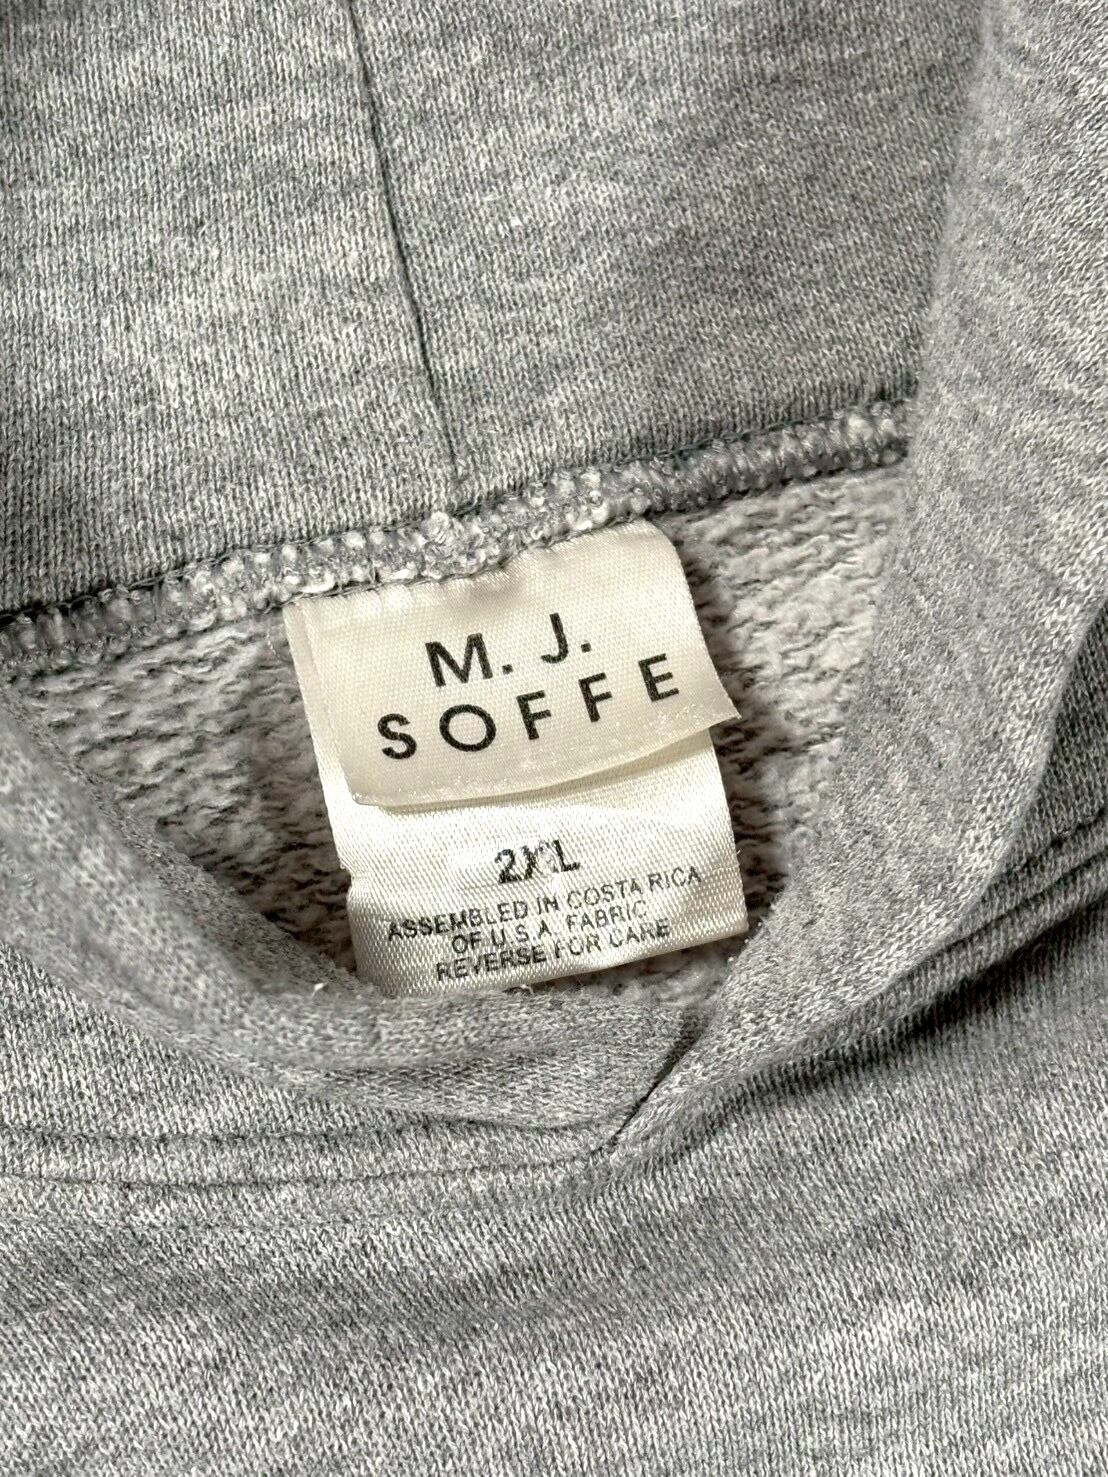 M. J.
SOFFE
2XL
ASSEMBLED IN COSTA RICA
OF U.S.A. FABRIC
REVERSE FOR CARE